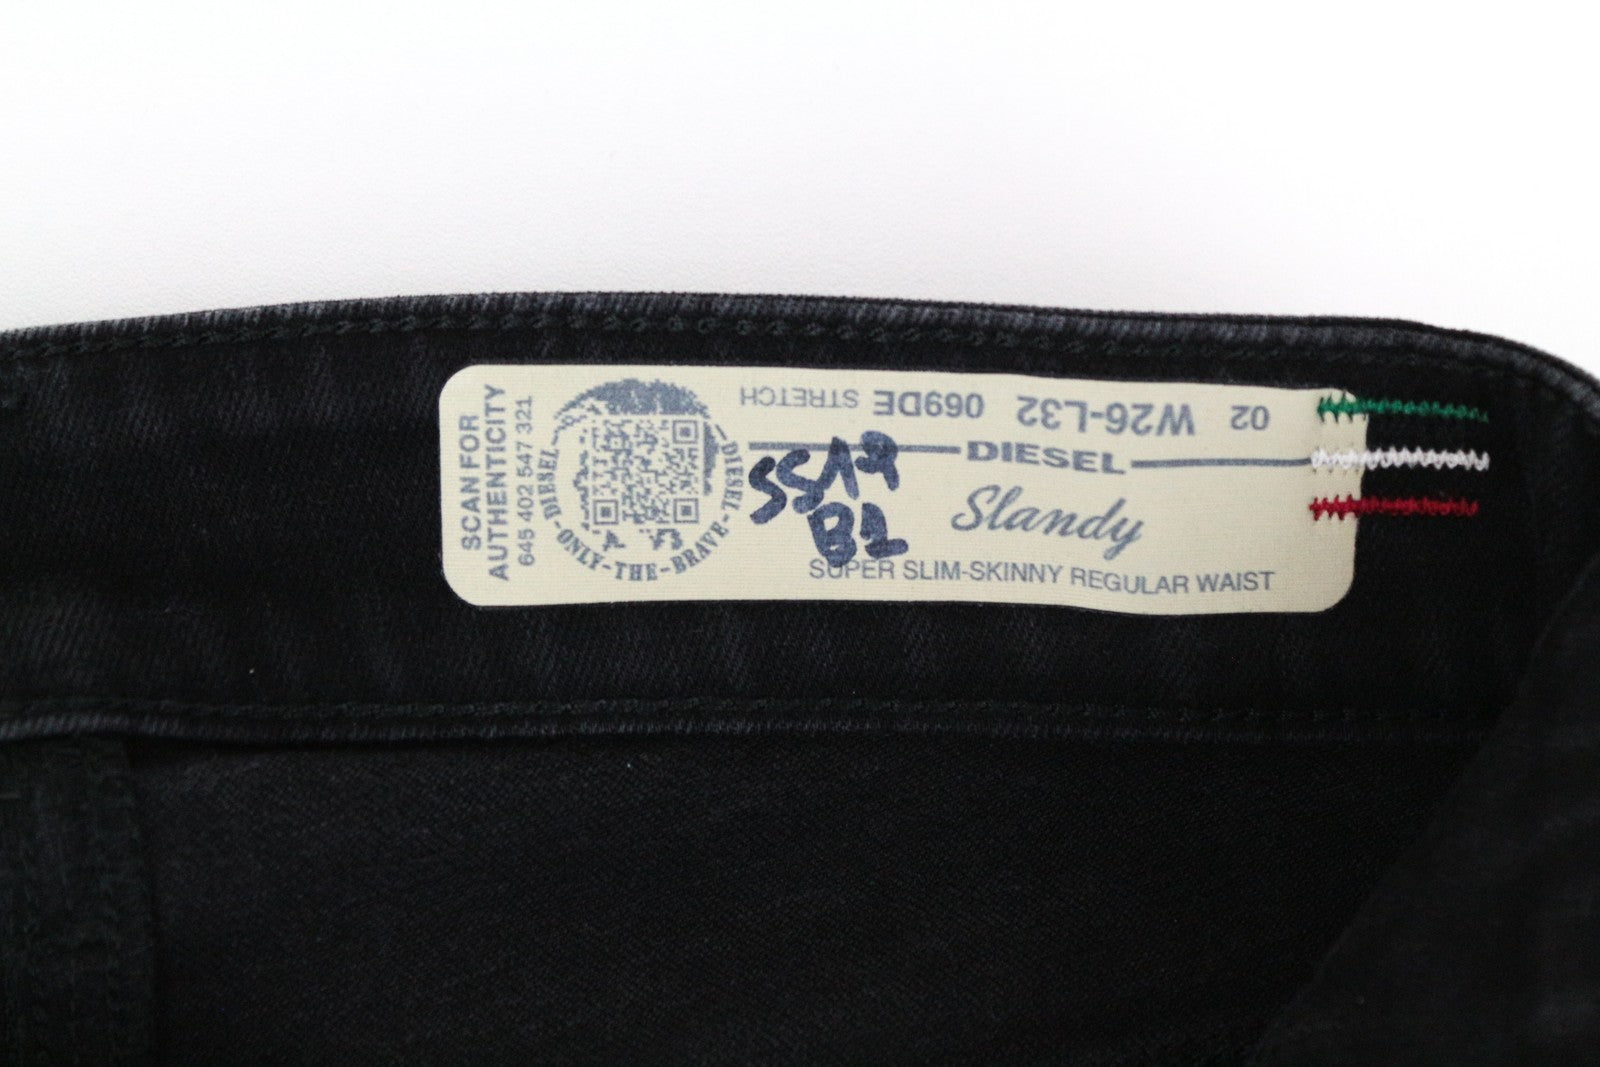 SCAN FOR
AUTHENTICITY
645 402 547 321
DIESEL-ONLY-THE-BRAVE-DIESEL
A V3
02 W26-L32 069DE STRETCH
DIESEL
SS19
B2
Slandy
SUPER SLIM-SKINNY REGULAR WAIST